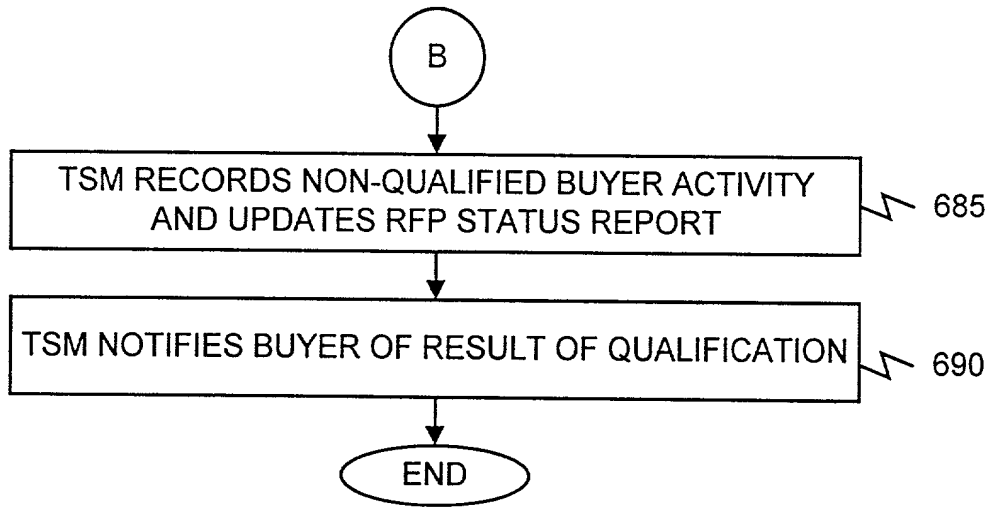 B
TSM RECORDS NON-QUALIFIED BUYER ACTIVITY
AND UPDATES RFP STATUS REPORT
685
TSM NOTIFIES BUYER OF RESULT OF QUALIFICATION
690
END